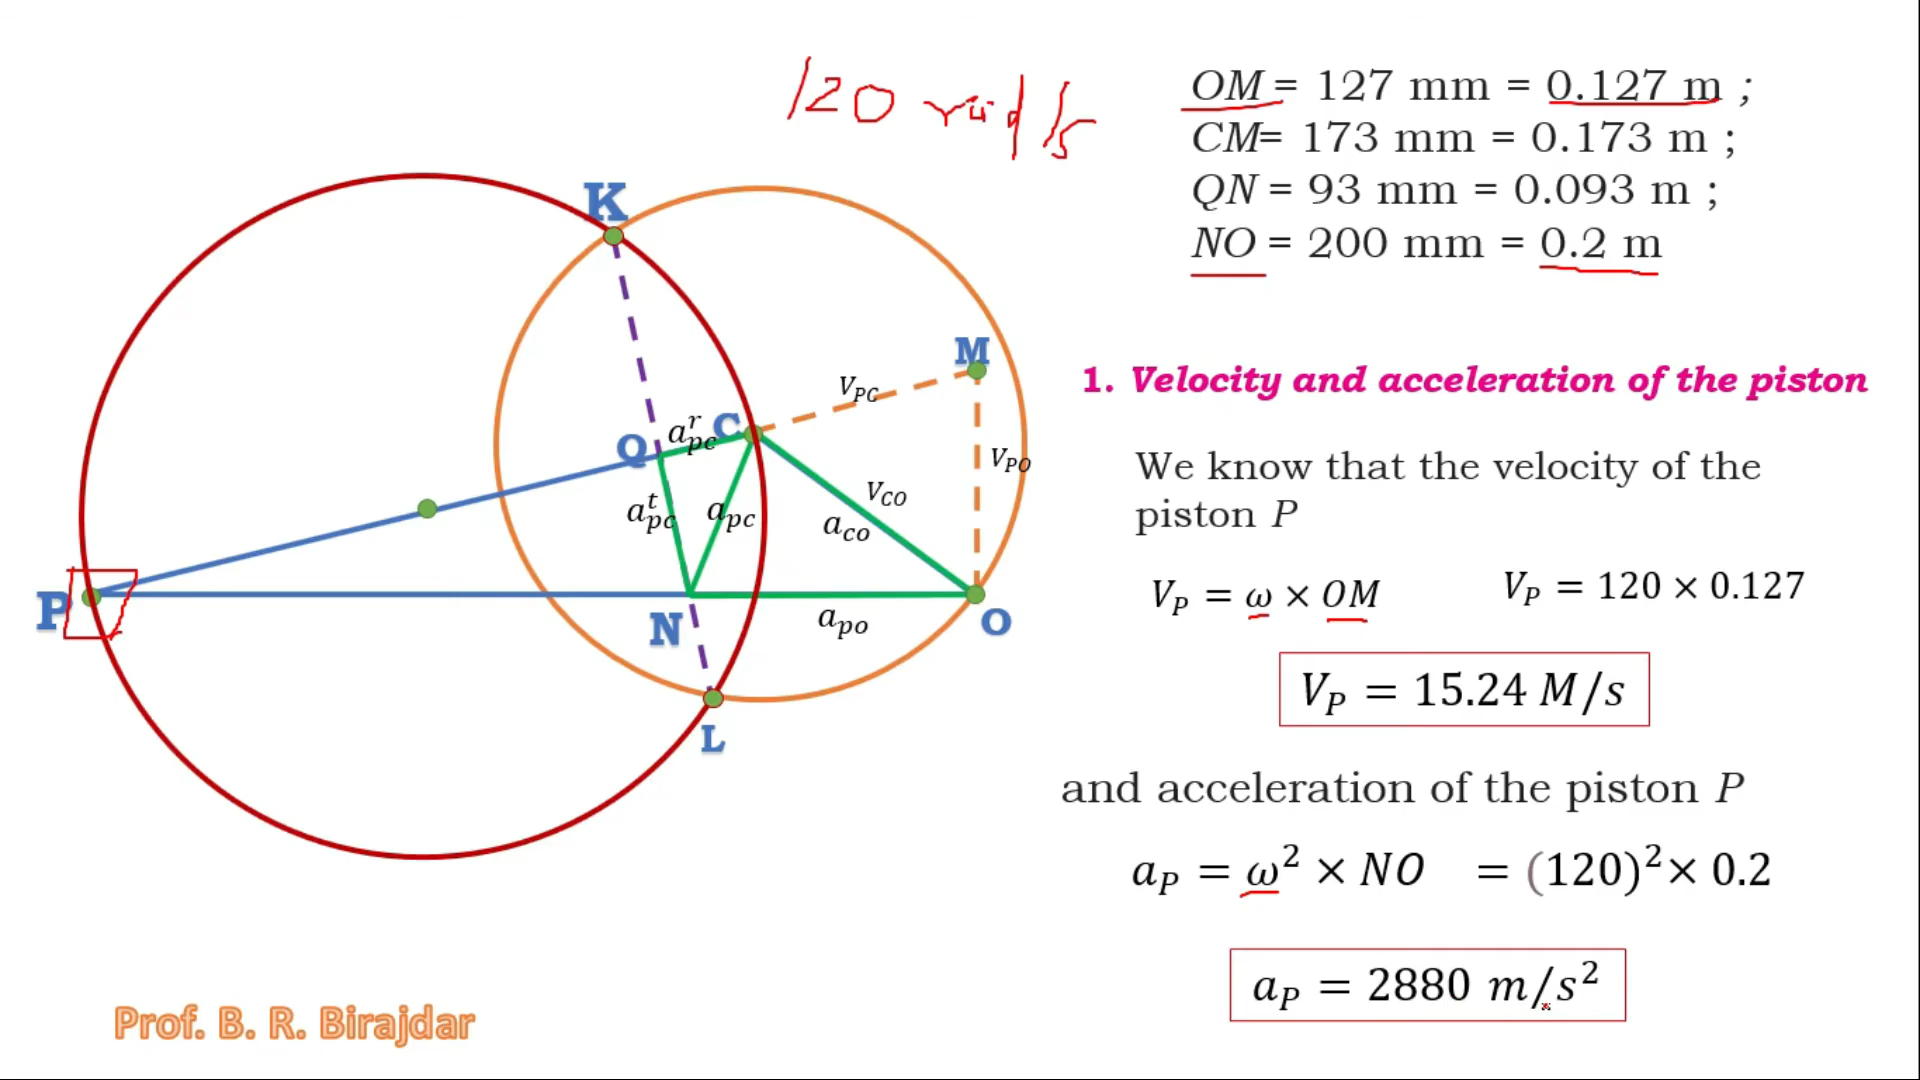 120 rad/s
OM = 127 mm = 0.127 m ;
CM= 173 mm = 0.173 m ;
QN = 93 mm = 0.093 m ;
NO = 200 mm = 0.2 m
K
M
V_PC
1. Velocity and acceleration of the piston
Q
a^r_pc
C
V_PO
We know that the velocity of the
piston P
V_CO
a^t_pc
a_pc
a_co
V_P = ω × OM
V_P = 120 × 0.127
P
N
a_po
O
V_P = 15.24 M/s
L
and acceleration of the piston P
a_P = ω² × NO = (120)² × 0.2
a_P = 2880 m/s²
Prof. B. R. Birajdar